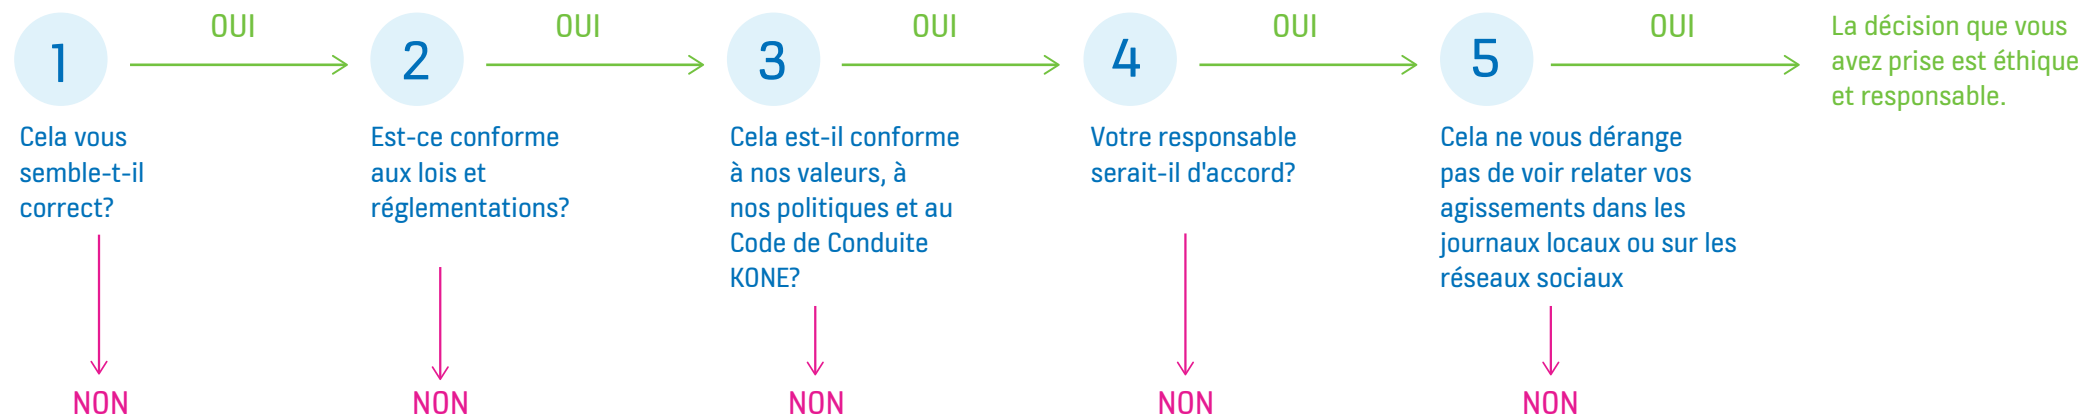 1
OUI
2
OUI
3
OUI
4
OUI
5
OUI
La décision que vous
avez prise est éthique
et responsable.
Cela vous
semble-t-il
correct?
Est-ce conforme
aux lois et
réglementations?
Cela est-il conforme
à nos valeurs, à
nos politiques et au
Code de Conduite
KONE?
Votre responsable
serait-il d'accord?
Cela ne vous dérange
pas de voir relater vos
agissements dans les
journaux locaux ou sur les
réseaux sociaux
NON
NON
NON
NON
NON